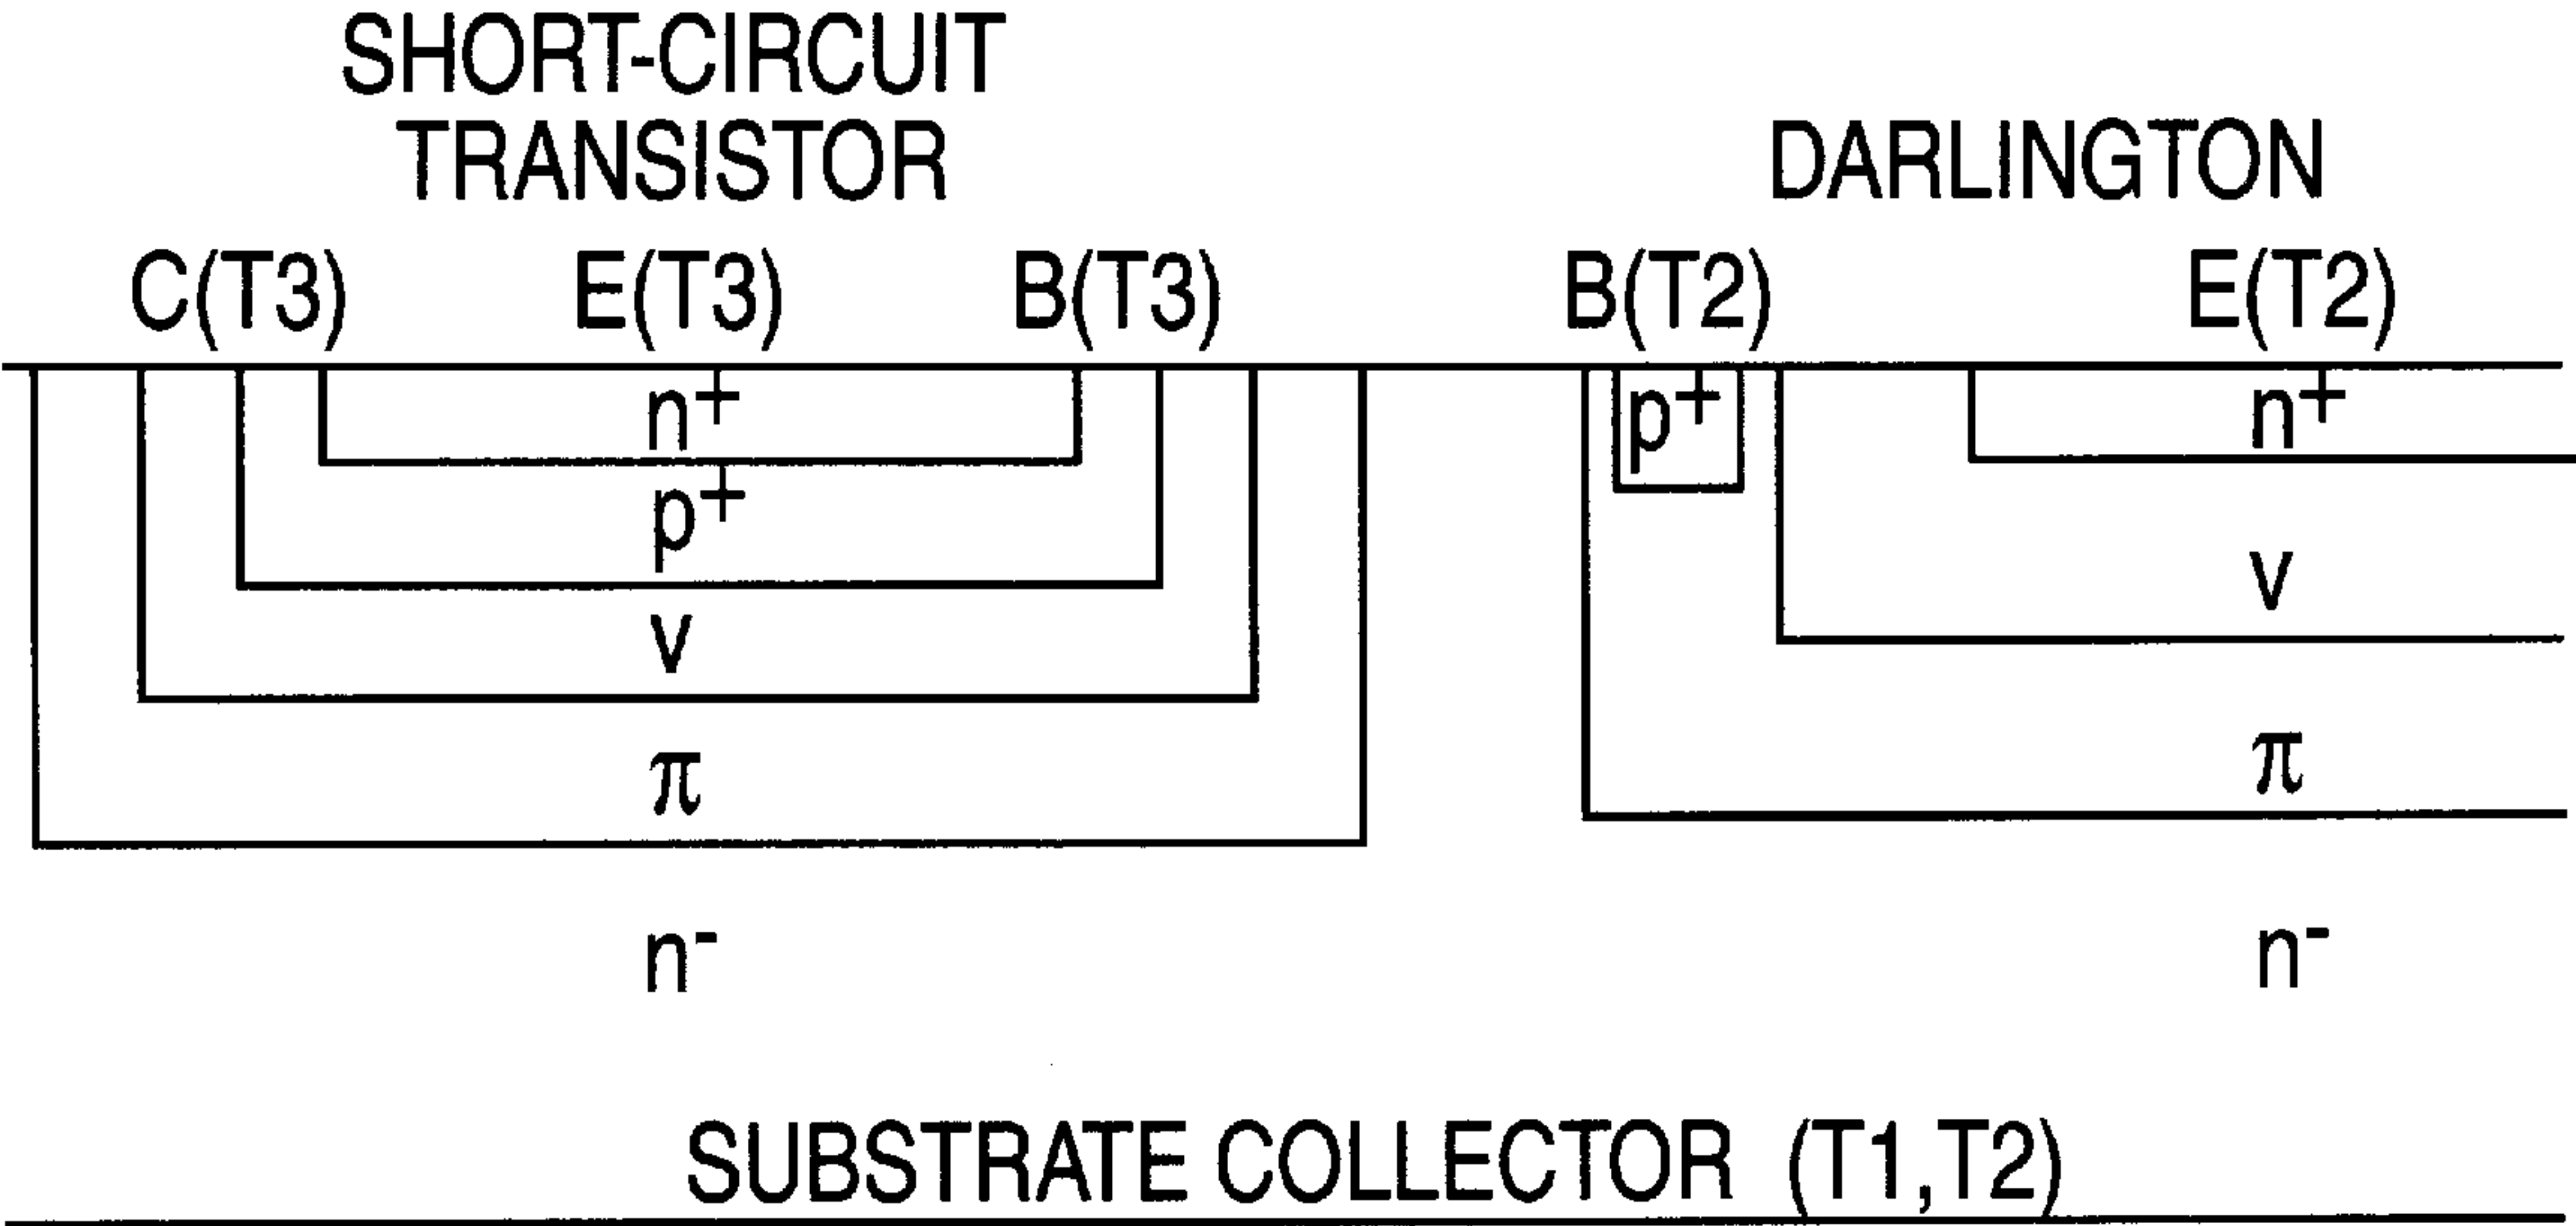 SHORT-CIRCUIT
TRANSISTOR
DARLINGTON
C(T3) E(T3) B(T3) B(T2) E(T2)
n+ p+ n+
p+
ν ν
π π
n- n-
SUBSTRATE COLLECTOR (T1,T2)